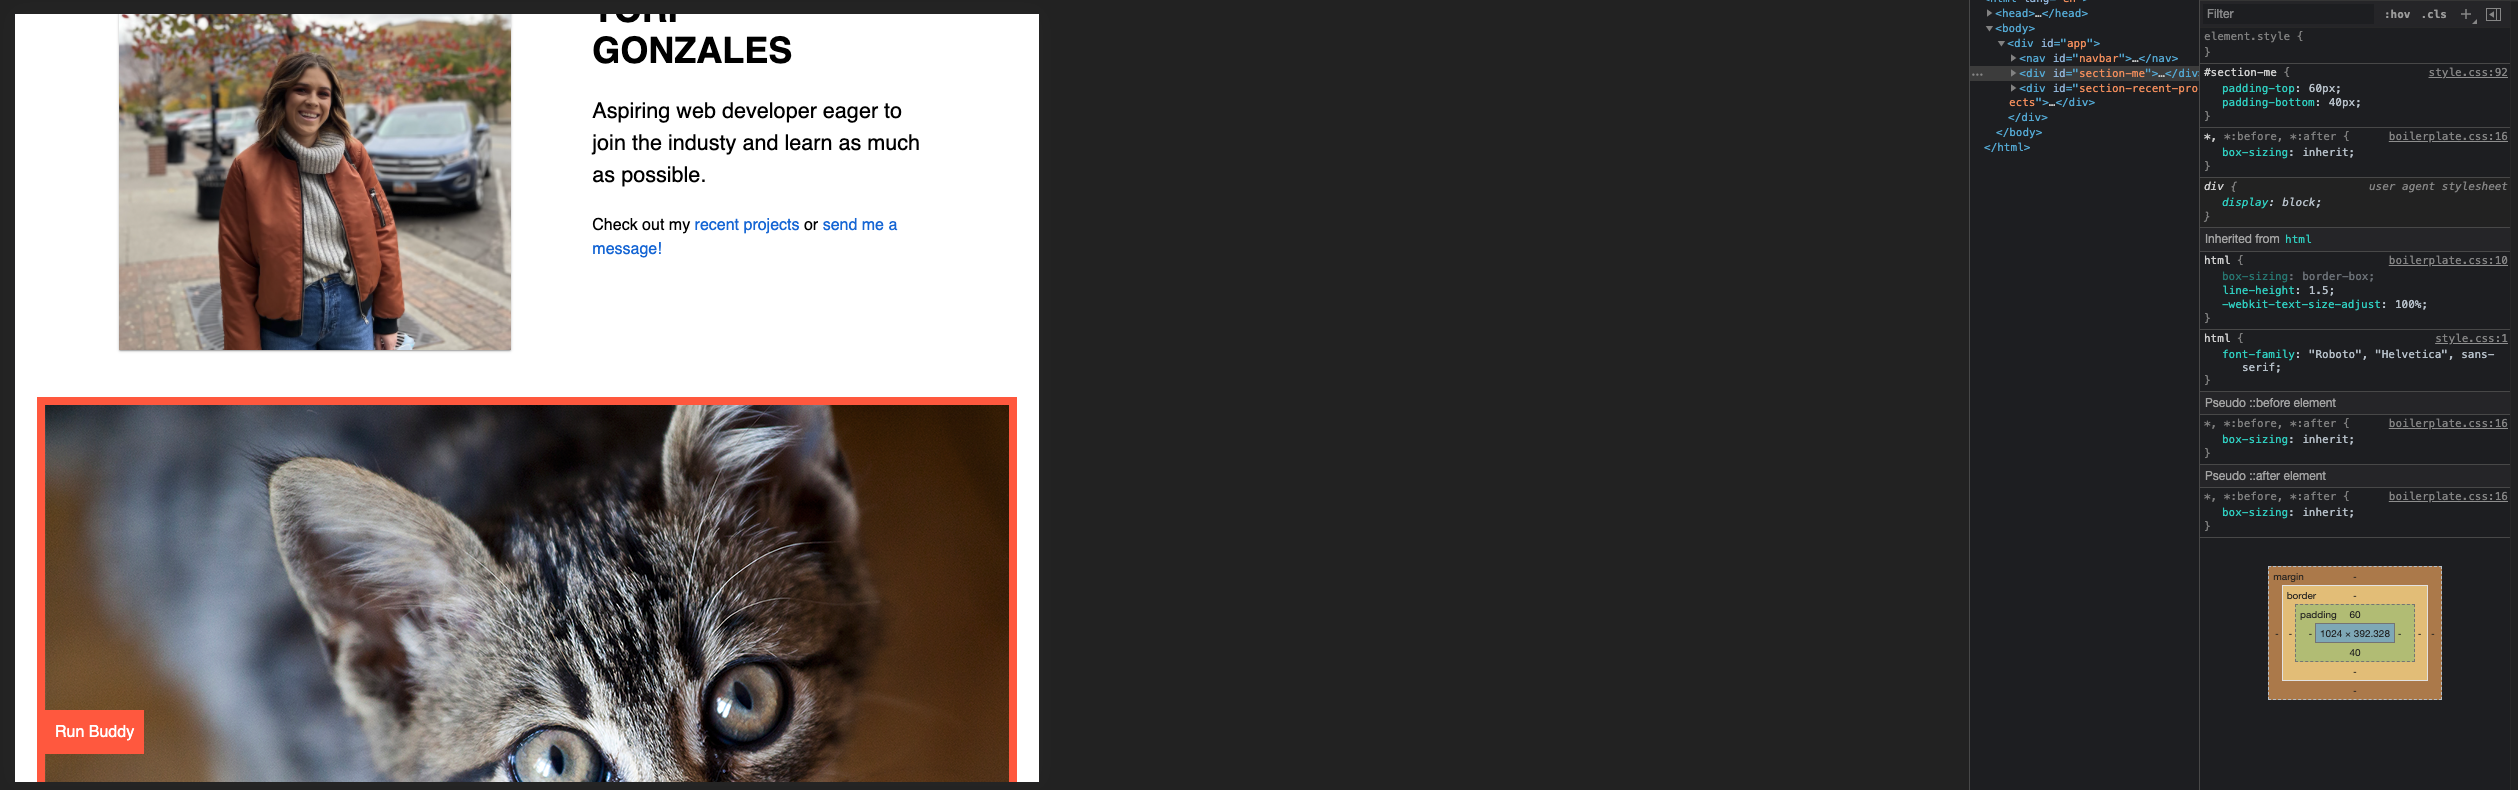 TORI
GONZALES
Aspiring web developer eager to
join the industy and learn as much
as possible.
Check out my recent projects or send me a
message!
Run Buddy
<html lang="en">
<head>…</head>
<body>
<div id="app">
<nav id="navbar">…</nav>
… <div id="section-me">…</div
<div id="section-recent-pro
ects">…</div>
</div>
</body>
</html>
Filter :hov .cls +
element.style {
}
#section-me { style.css:92
padding-top: 60px;
padding-bottom: 40px;
}
*, *:before, *:after { boilerplate.css:16
box-sizing: inherit;
}
div { user agent stylesheet
display: block;
}
Inherited from html
html { boilerplate.css:10
box-sizing: border-box;
line-height: 1.5;
-webkit-text-size-adjust: 100%;
}
html { style.css:1
font-family: "Roboto", "Helvetica", sans-
serif;
}
Pseudo ::before element
*, *:before, *:after { boilerplate.css:16
box-sizing: inherit;
}
Pseudo ::after element
*, *:before, *:after { boilerplate.css:16
box-sizing: inherit;
}
margin -
border -
padding 60
- - - 1024 × 392.328 - - -
40
-
-